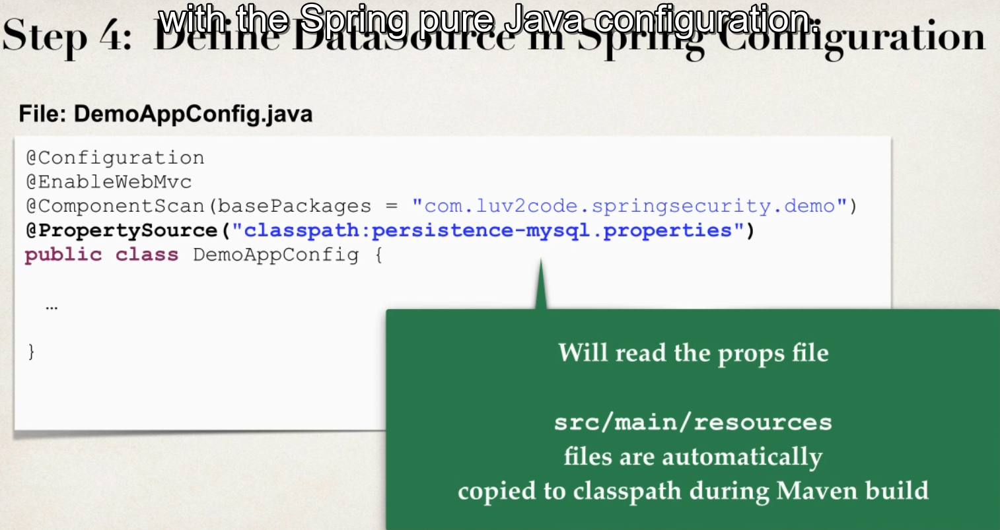 with the Spring pure Java configuration.
Step 4: Define DataSource in Spring Configuration
File: DemoAppConfig.java
@Configuration
@EnableWebMvc
@ComponentScan(basePackages = "com.luv2code.springsecurity.demo")
@PropertySource("classpath:persistence-mysql.properties")
public class DemoAppConfig {
…
}
Will read the props file
src/main/resources
files are automatically
copied to classpath during Maven build